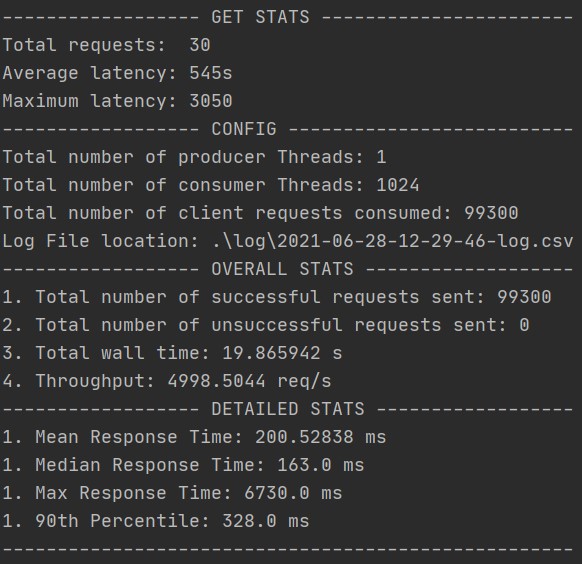 ------------------ GET STATS -----------------------
Total requests:  30
Average latency: 545s
Maximum latency: 3050
------------------ CONFIG --------------------------
Total number of producer Threads: 1
Total number of consumer Threads: 1024
Total number of client requests consumed: 99300
Log File location: .\log\2021-06-28-12-29-46-log.csv
------------------ OVERALL STATS -------------------
1. Total number of successful requests sent: 99300
2. Total number of unsuccessful requests sent: 0
3. Total wall time: 19.865942 s
4. Throughput: 4998.5044 req/s
------------------ DETAILED STATS ------------------
1. Mean Response Time: 200.52838 ms
1. Median Response Time: 163.0 ms
1. Max Response Time: 6730.0 ms
1. 90th Percentile: 328.0 ms
----------------------------------------------------